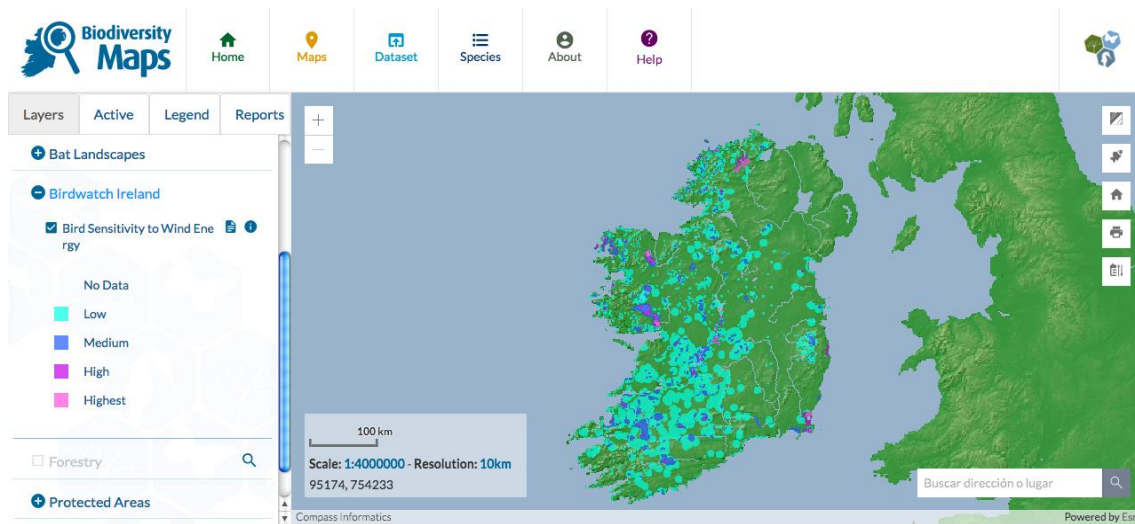 Biodiversity
Maps
Home
Maps
Dataset
Species
About
Help
Layers
Active
Legend
Reports
Bat Landscapes
Birdwatch Ireland
Bird Sensitivity to Wind Ene
rgy
No Data
Low
Medium
High
Highest
Forestry
Protected Areas
100 km
Scale: 1:4000000 - Resolution: 10km
95174, 754233
Buscar dirección o lugar
Compass Informatics
Powered by Esr